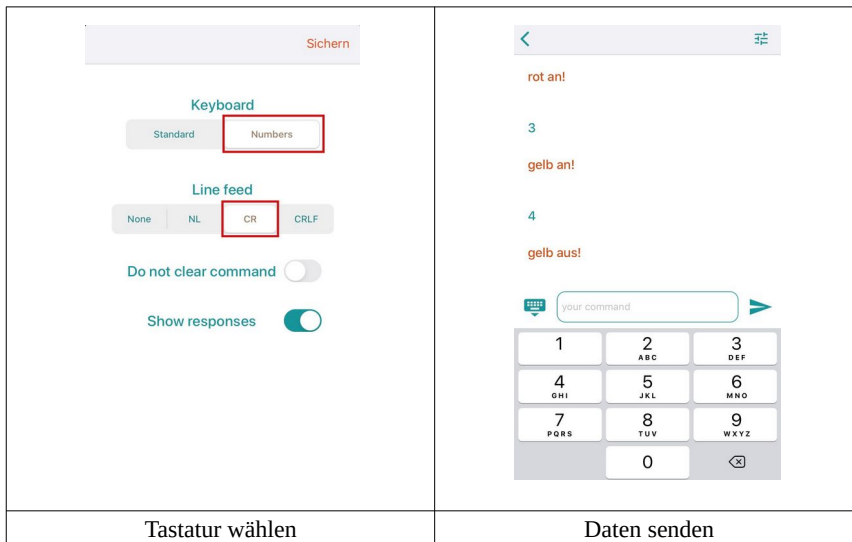 Sichern
Keyboard
Standard Numbers
Line feed
None NL CR CRLF
Do not clear command
Show responses
Tastatur wählen
rot an!
3
gelb an!
4
gelb aus!
your command
1 2 3
ABC DEF
4 5 6
GHI JKL MNO
7 8 9
PQRS TUV WXYZ
0
Daten senden